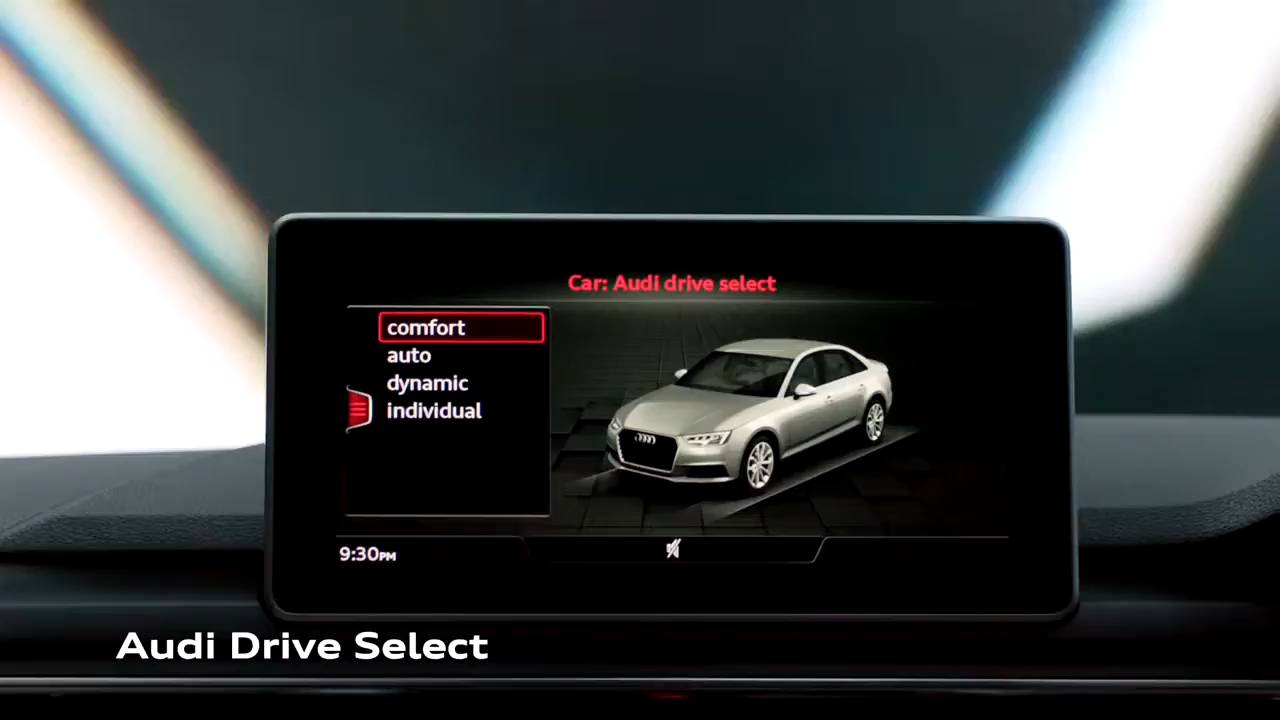 Car: Audi drive select
comfort
auto
dynamic
individual
9:30PM
Audi Drive Select